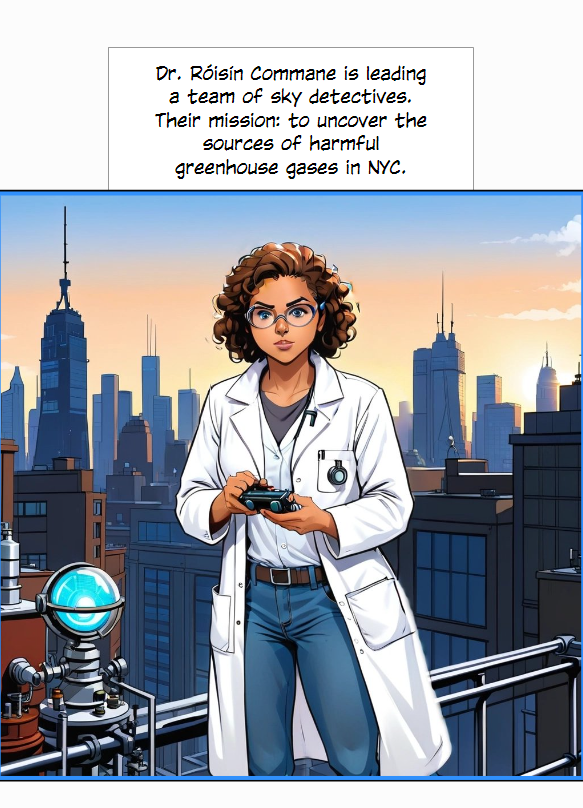 Dr. Róisín Commane is leading
a team of sky detectives.
Their mission: to uncover the
sources of harmful
greenhouse gases in NYC.